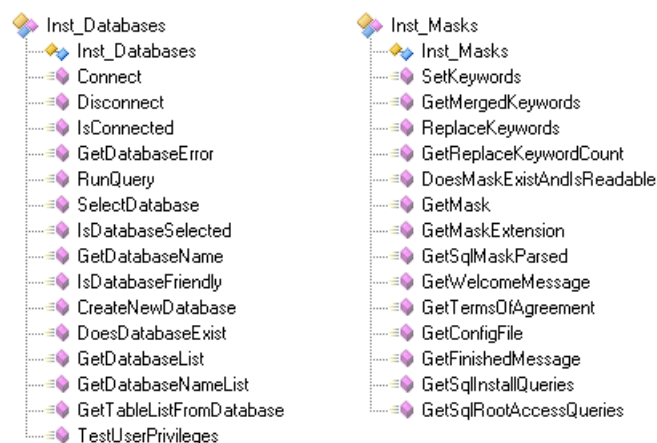 Inst_Databases
Inst_Databases
Connect
Disconnect
IsConnected
GetDatabaseError
RunQuery
SelectDatabase
IsDatabaseSelected
GetDatabaseName
IsDatabaseFriendly
CreateNewDatabase
DoesDatabaseExist
GetDatabaseList
GetDatabaseNameList
GetTableListFromDatabase
TestUserPrivileges
Inst_Masks
Inst_Masks
SetKeywords
GetMergedKeywords
ReplaceKeywords
GetReplaceKeywordCount
DoesMaskExistAndIsReadable
GetMask
GetMaskExtension
GetSqlMaskParsed
GetWelcomeMessage
GetTermsOfAgreement
GetConfigFile
GetFinishedMessage
GetSqlInstallQueries
GetSqlRootAccessQueries